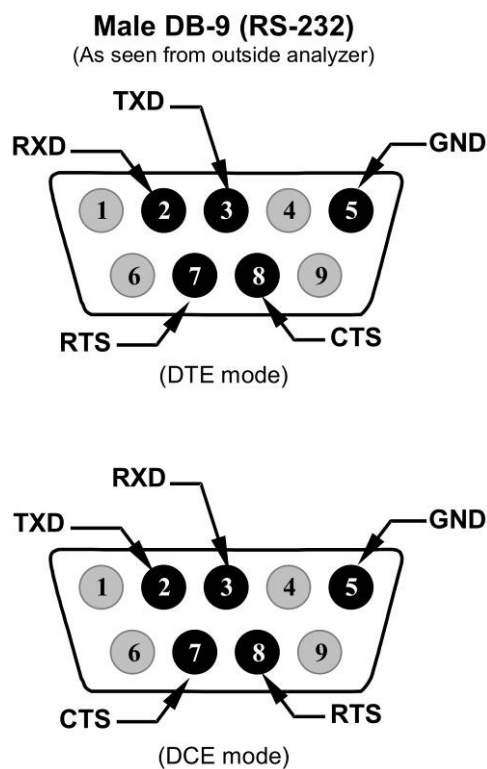 Male DB-9 (RS-232)
(As seen from outside analyzer)
TXD
RXD
GND
1 2 3 4 5
6 7 8 9
RTS
CTS
(DTE mode)
RXD
TXD
GND
1 2 3 4 5
6 7 8 9
CTS
RTS
(DCE mode)